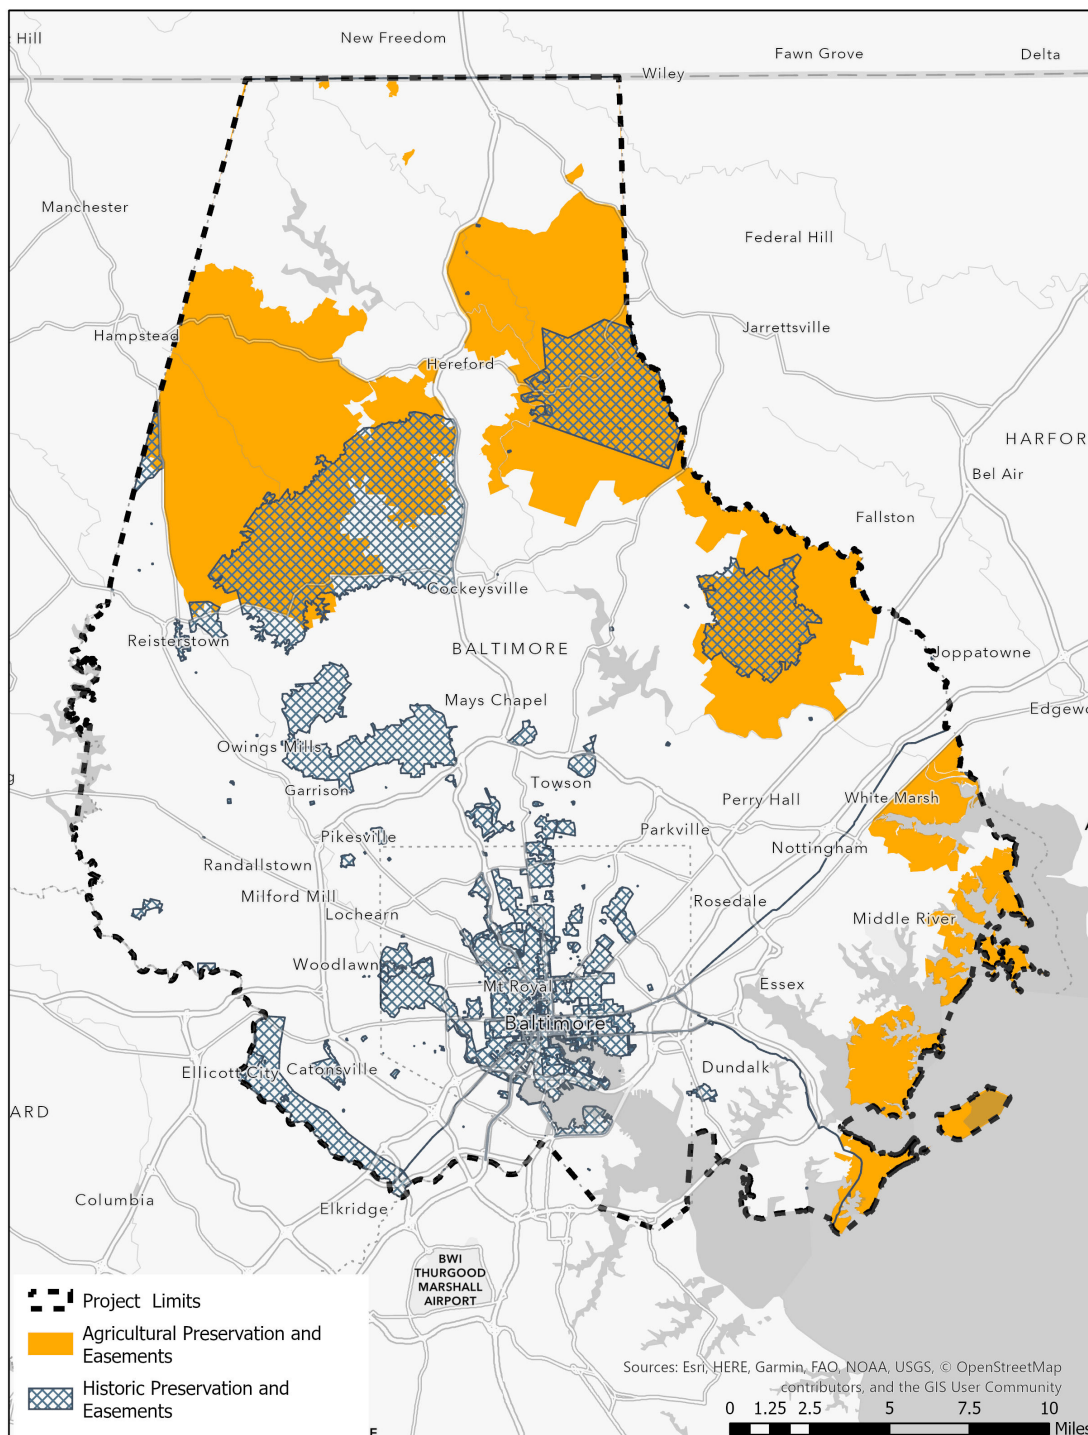 Hill
New Freedom
Fawn Grove
Delta
Wiley
Manchester
Federal Hill
Hampstead
Jarrettsville
Hereford
HARFOR
Bel Air
Fallston
Cockeysville
Reisterstown
BALTIMORE
Joppatowne
Mays Chapel
Edgewo
Owings Mills
Garrison
Towson
Perry Hall
White Marsh
Pikesville
Parkville
Nottingham
Randallstown
Milford Mill
Lochearn
Rosedale
Middle River
Woodlawn
Mt Royal
Essex
Baltimore
Ellicott City
Catonsville
Dundalk
ARD
Columbia
Elkridge
BWI
THURGOOD
MARSHALL
AIRPORT
Project Limits
Agricultural Preservation and
Easements
Historic Preservation and
Easements
Sources: Esri, HERE, Garmin, FAO, NOAA, USGS, © OpenStreetMap
contributors, and the GIS User Community
0 1.25 2.5 5 7.5 10
Miles